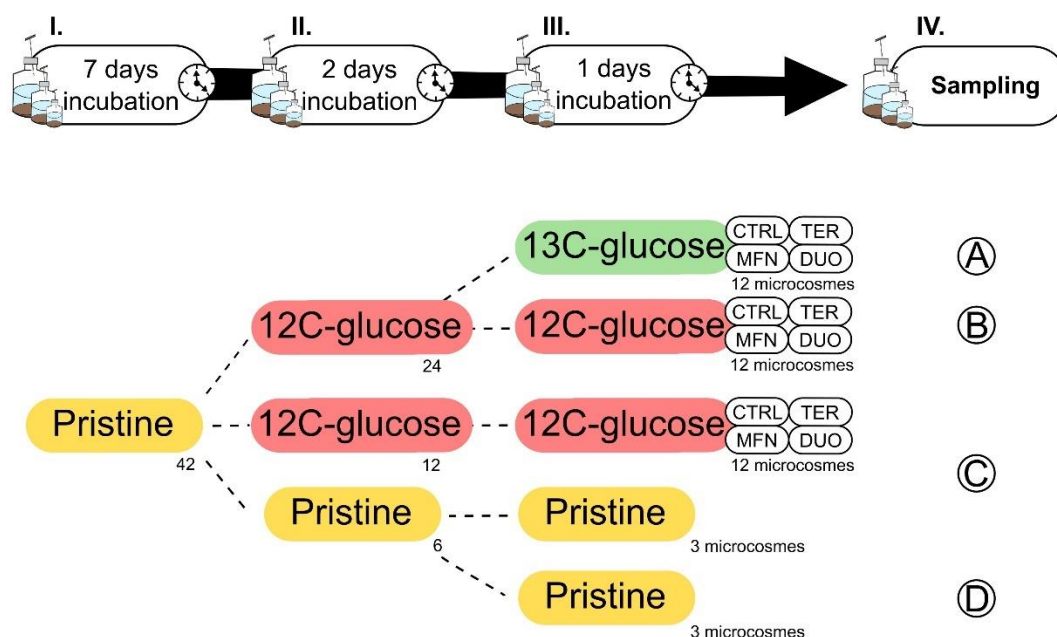 I.
7 days
incubation
II.
2 days
incubation
III.
1 days
incubation
IV.
Sampling
13C-glucose
CTRL
TER
MFN
DUO
12 microcosmes
A
12C-glucose
24
12C-glucose
CTRL
TER
MFN
DUO
12 microcosmes
B
Pristine
42
12C-glucose
12
12C-glucose
CTRL
TER
MFN
DUO
12 microcosmes
C
Pristine
6
Pristine
3 microcosmes
Pristine
3 microcosmes
D